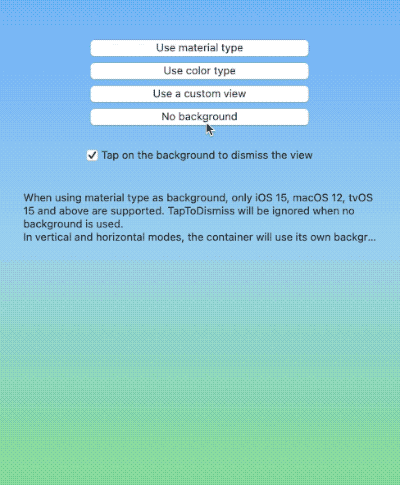 Use material type
Use color type
Use a custom view
No background
Tap on the background to dismiss the view
When using material type as background, only iOS 15, macOS 12, tvOS
15 and above are supported. TapToDismiss will be ignored when no
background is used.
In vertical and horizontal modes, the container will use its own backgr...